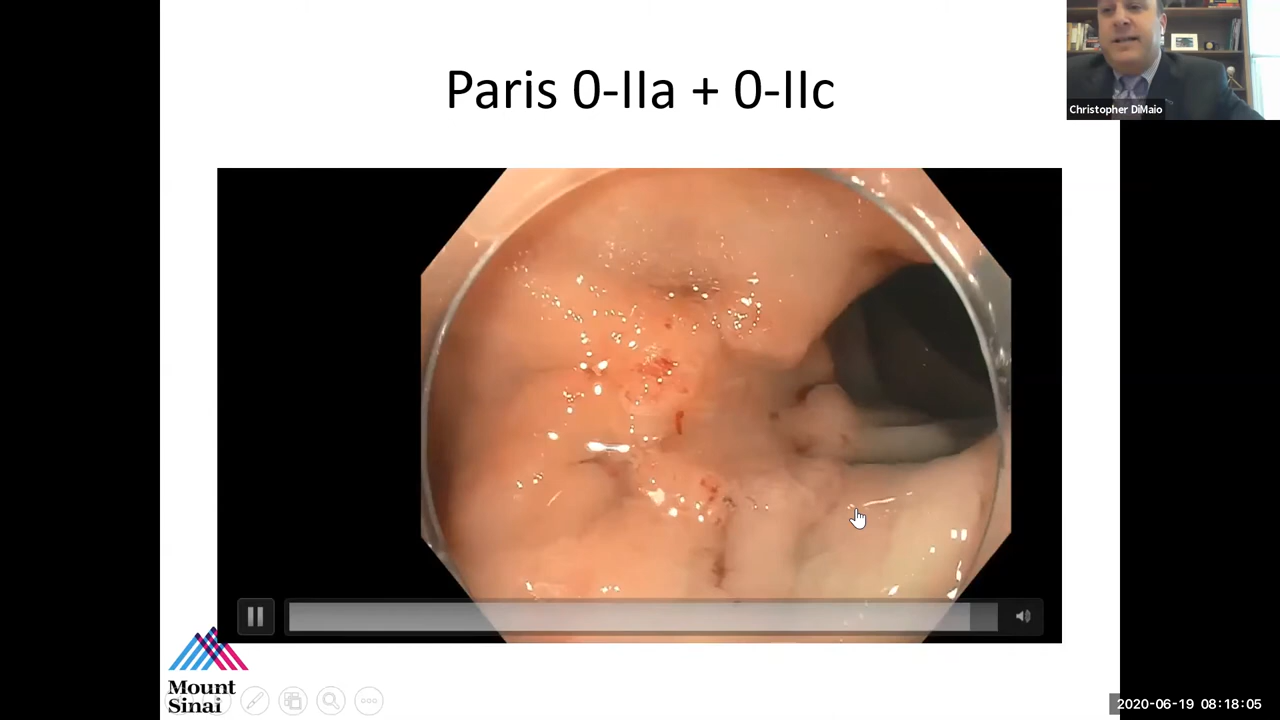 Paris 0-IIa + 0-IIc
Christopher DiMaio
Mount
Sinai
2020-06-19 08:18:05